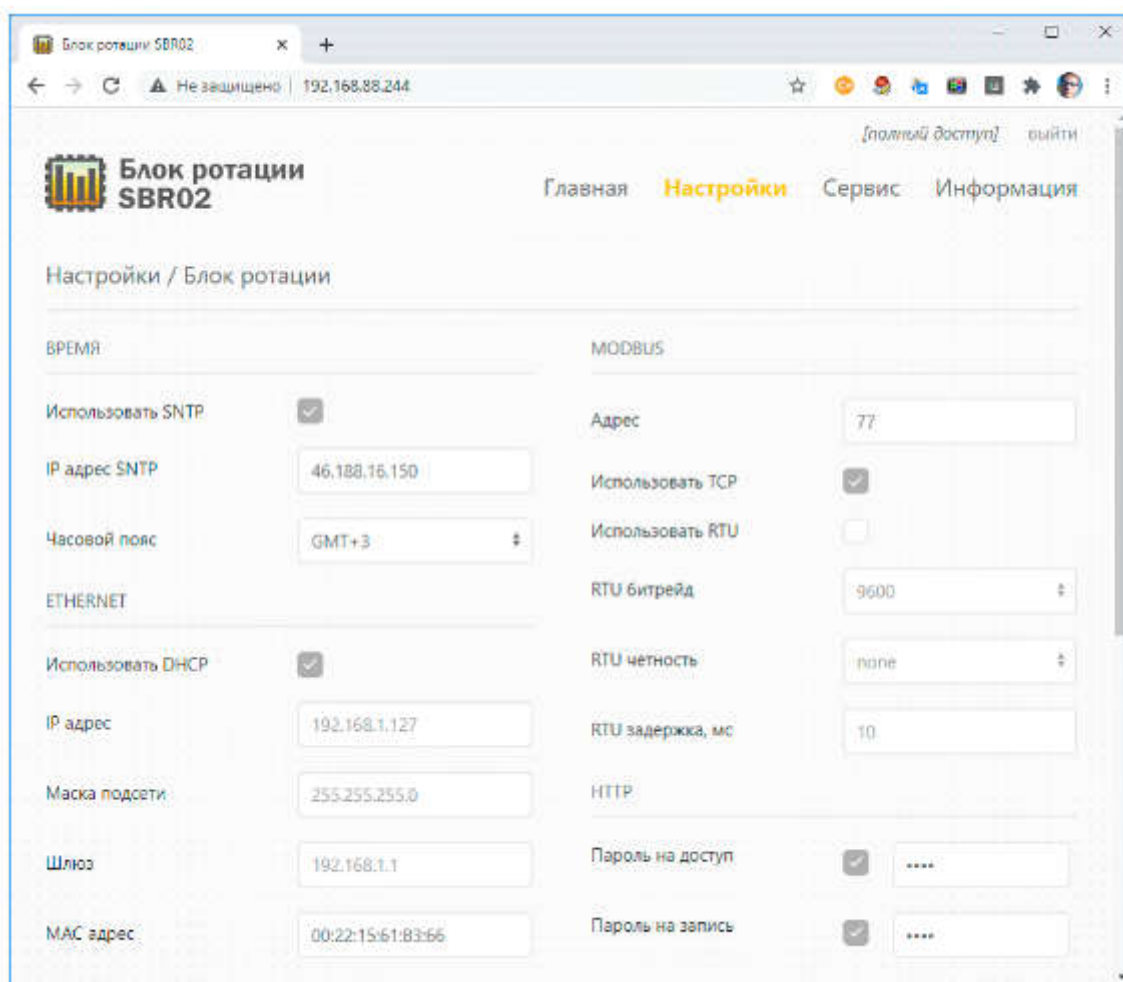 Блок ротации SBR02
Не защищено
192.168.88.244
[полный доступ] выйти
Блок ротации
SBR02
Главная Настройки Сервис Информация
Настройки / Блок ротации
ВРЕМЯ
Использовать SNTP
IP адрес SNTP 46.188.16.150
Часовой пояс GMT+3
ETHERNET
Использовать DHCP
IP адрес 192.168.1.127
Маска подсети 255.255.255.0
Шлюз 192.168.1.1
MAC адрес 00:22:15:61:B3:66
MODBUS
Адрес 77
Использовать TCP
Использовать RTU
RTU битрейд 9600
RTU четность none
RTU задержка, мс 10
HTTP
Пароль на доступ ••••
Пароль на запись ••••